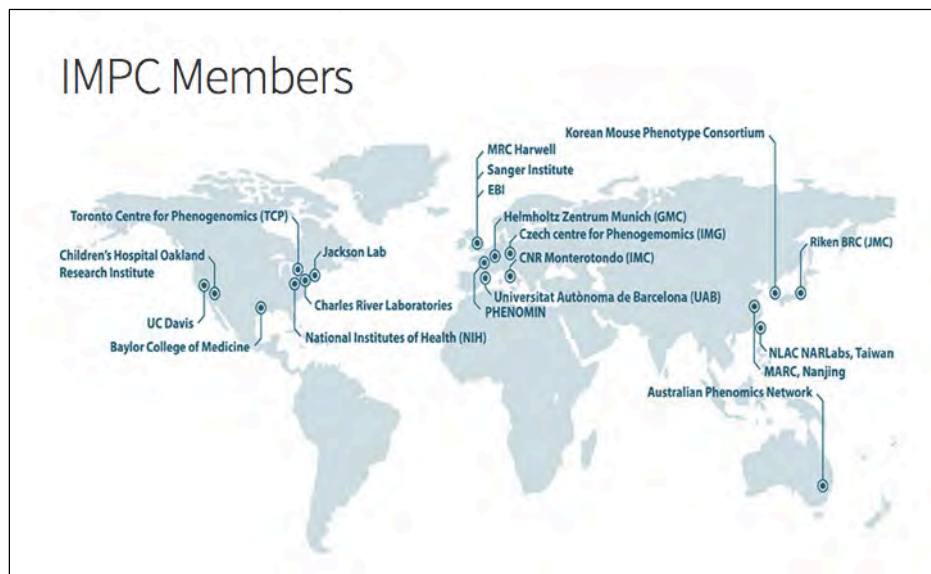 IMPC Members
Korean Mouse Phenotype Consortium
MRC Harwell
Sanger Institute
EBI
Toronto Centre for Phenogenomics (TCP)
Helmholtz Zentrum Munich (GMC)
Czech centre for Phenogemomics (IMG)
Riken BRC (JMC)
Children's Hospital Oakland
Research Institute
Jackson Lab
CNR Monterotondo (IMC)
Charles River Laboratories
Universitat Autònoma de Barcelona (UAB)
PHENOMIN
UC Davis
National Institutes of Health (NIH)
Baylor College of Medicine
NLAC NARLabs, Taiwan
MARC, Nanjing
Australian Phenomics Network